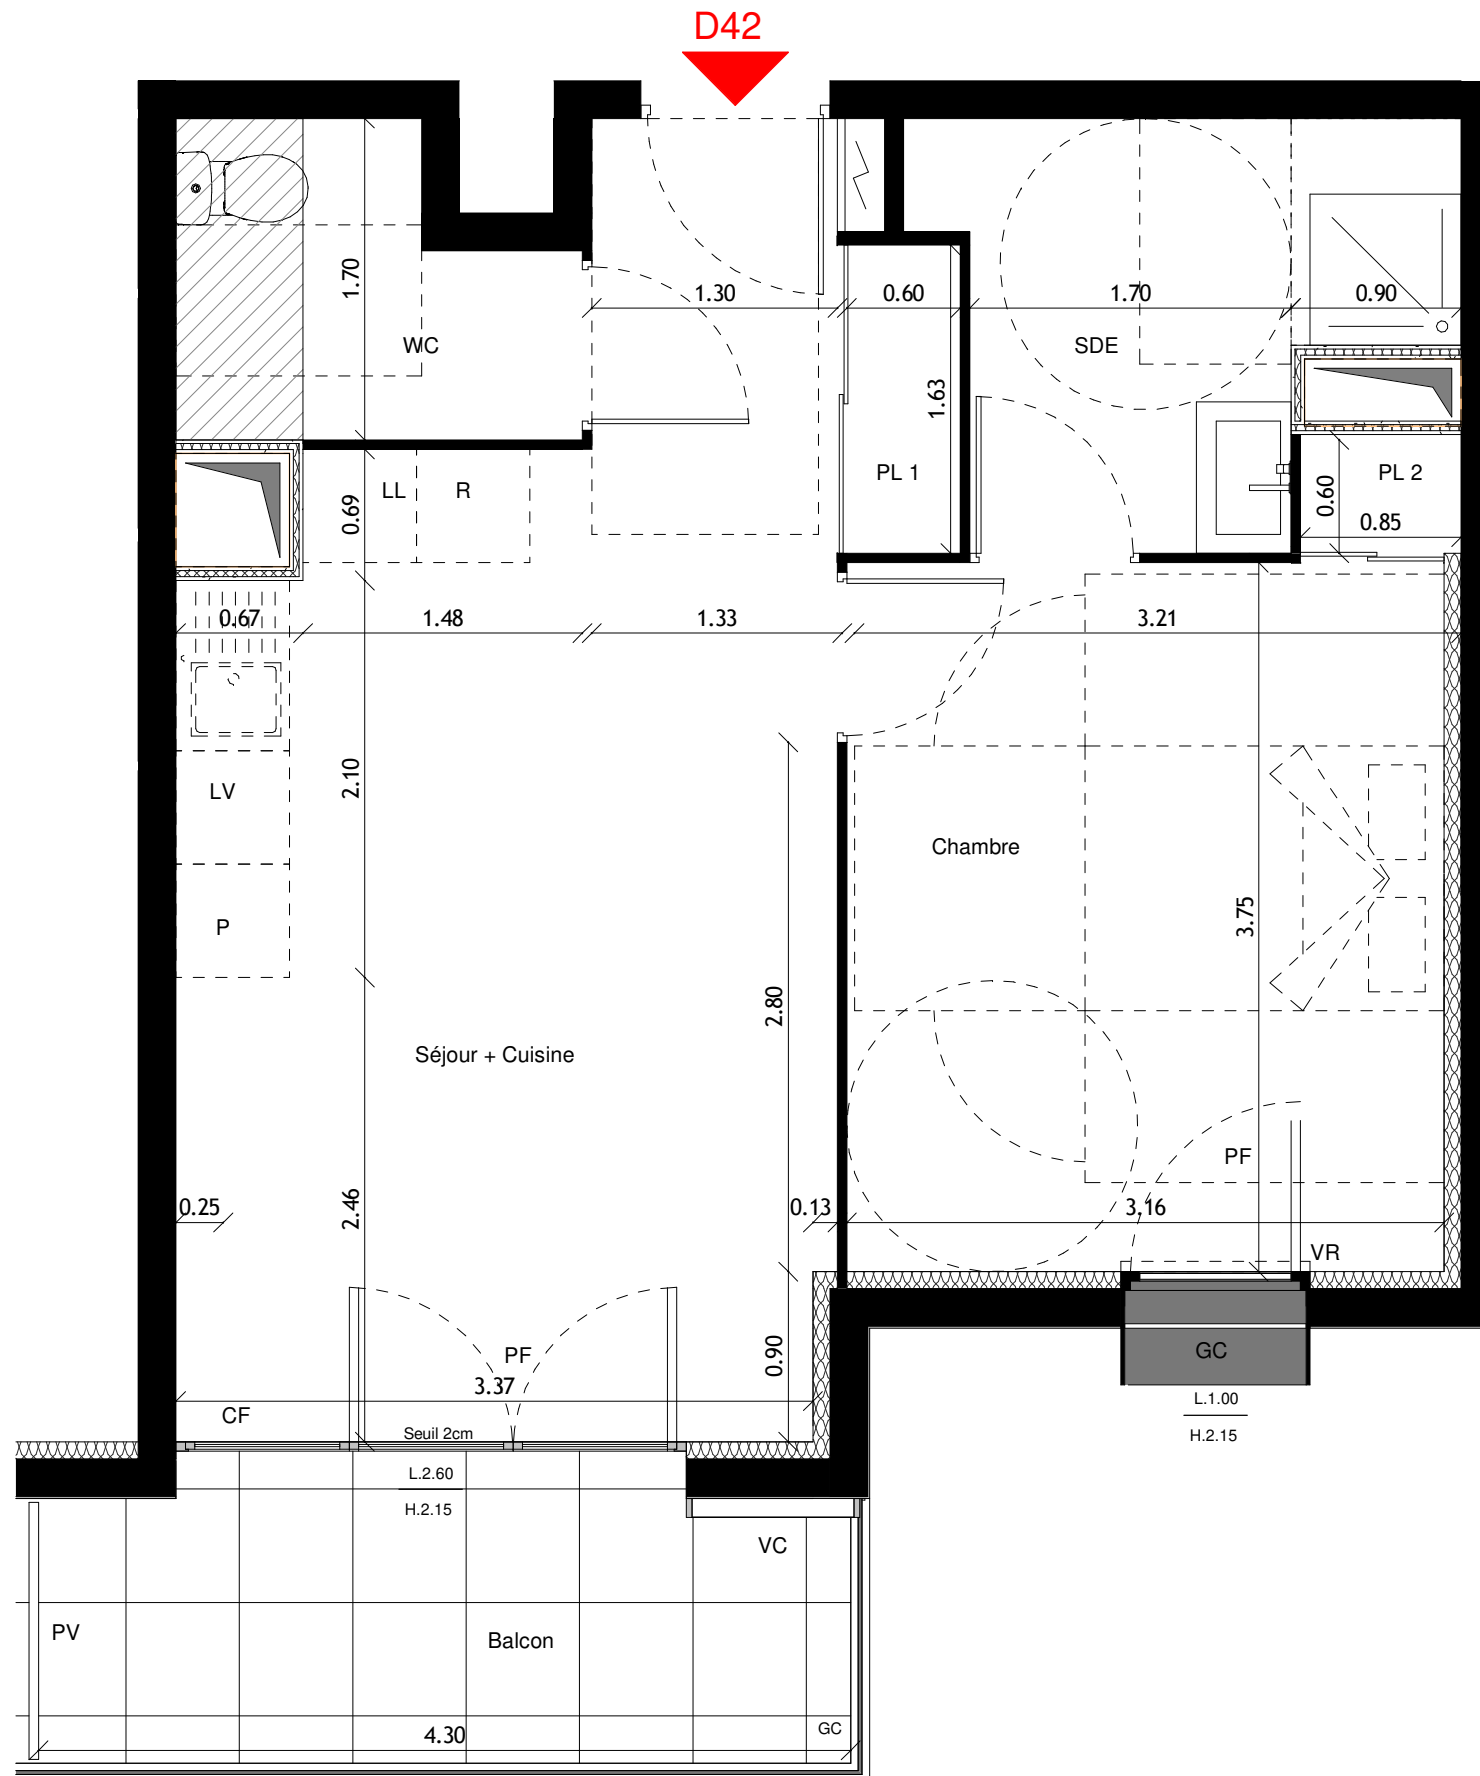 D42
1.70
1.30
0.60
1.70
0.90
WC
SDE
1.63
PL 1
PL 2
0.60
0.85
LL
R
0.69
0.67
1.48
1.33
3.21
LV
2.10
P
Chambre
3.75
2.80
Séjour + Cuisine
PF
0.25
2.46
0.13
3.16
VR
PF
0.90
GC
3.37
CF
L.1.00
H.2.15
Seuil 2cm
L.2.60
H.2.15
VC
PV
Balcon
GC
4.30